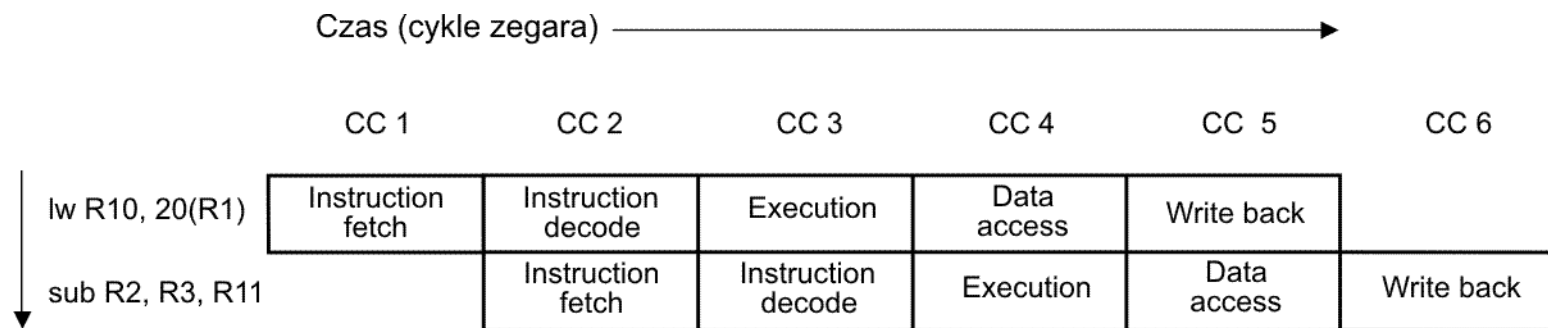 Czas (cykle zegara)
CC 1 CC 2 CC 3 CC 4 CC 5 CC 6
lw R10, 20(R1) Instruction fetch Instruction decode Execution Data access Write back
sub R2, R3, R11 Instruction fetch Instruction decode Execution Data access Write back